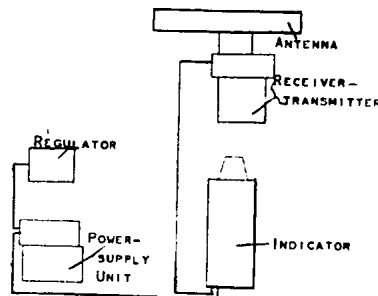 ANTENNA
RECEIVER-
TRANSMITTER
REGULATOR
POWER-
SUPPLY
UNIT
INDICATOR